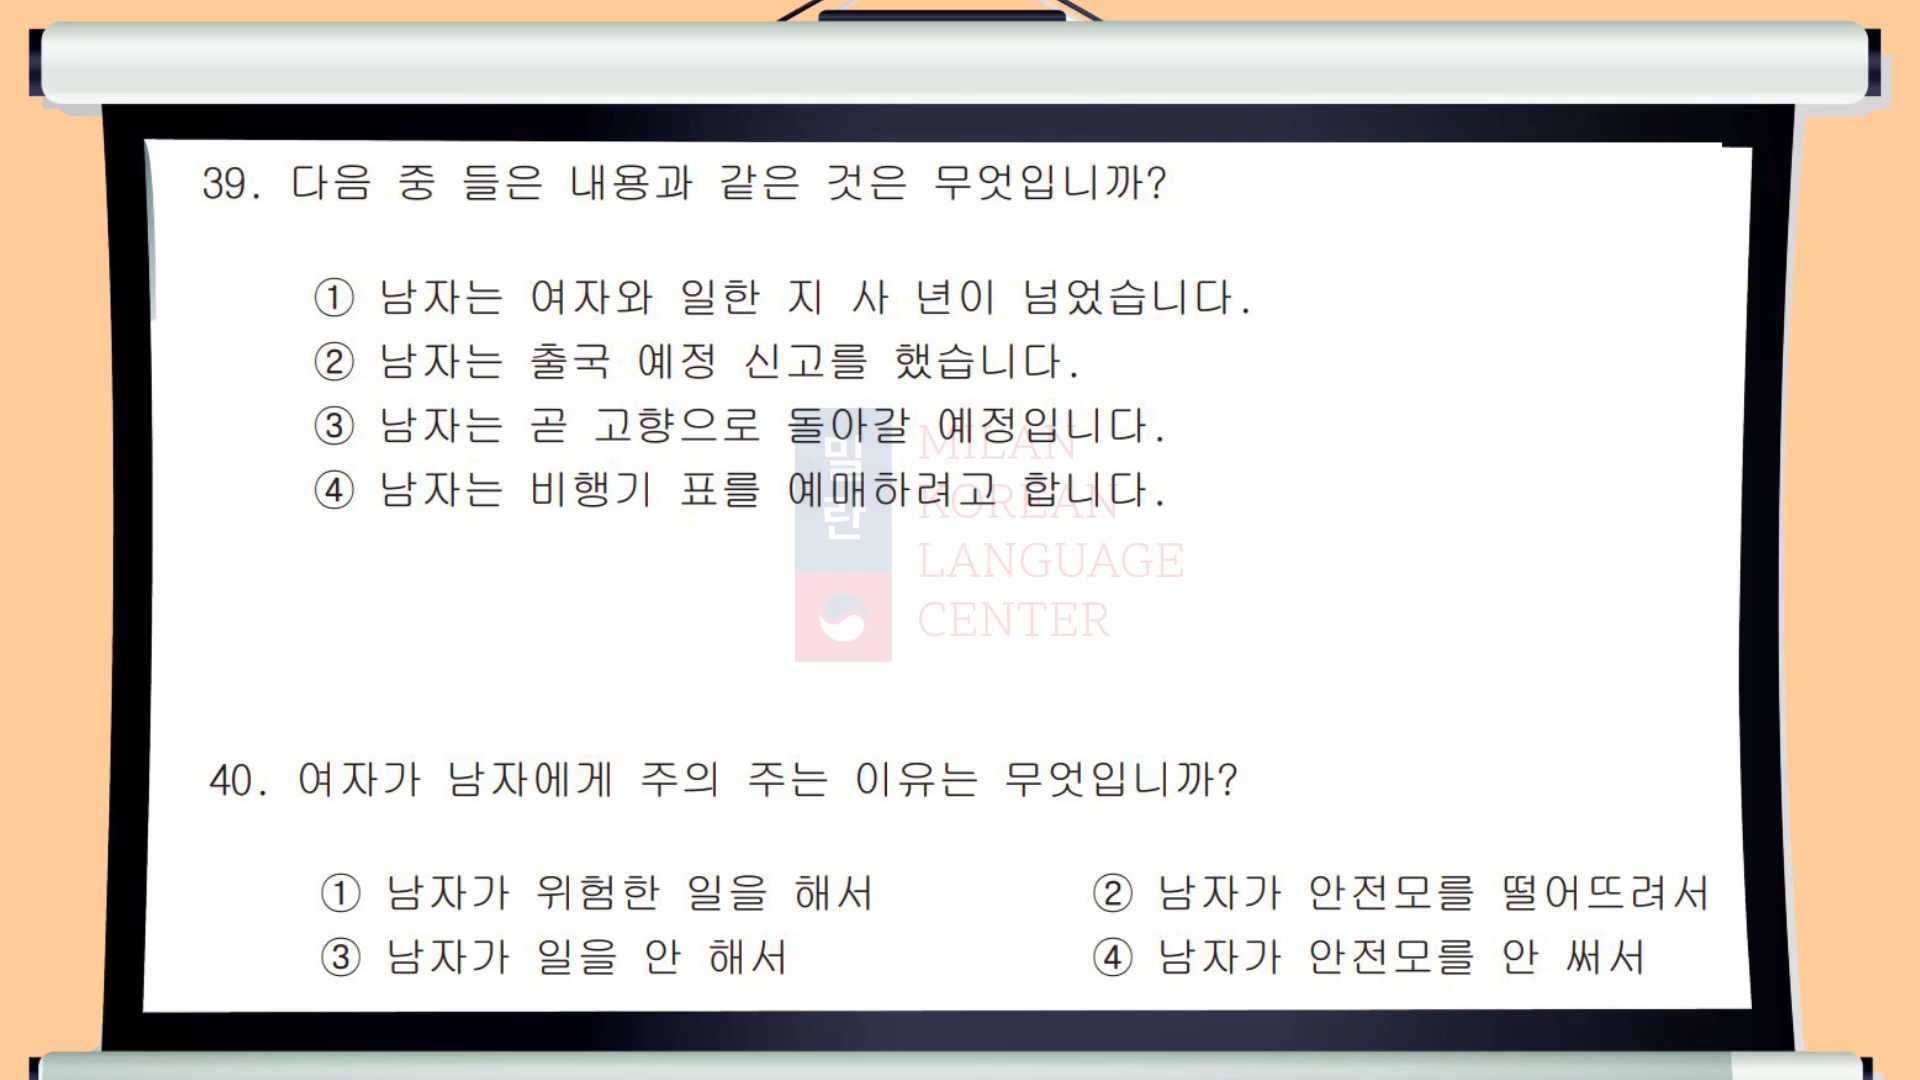 39. 다음 중 들은 내용과 같은 것은 무엇입니까?
① 남자는 여자와 일한 지 사 년이 넘었습니다.
② 남자는 출국 예정 신고를 했습니다.
③ 남자는 곧 고향으로 돌아갈 예정입니다.
④ 남자는 비행기 표를 예매하려고 합니다.
밀란
MILAN
KOREAN
LANGUAGE
CENTER
40. 여자가 남자에게 주의 주는 이유는 무엇입니까?
① 남자가 위험한 일을 해서 ② 남자가 안전모를 떨어뜨려서
③ 남자가 일을 안 해서 ④ 남자가 안전모를 안 써서